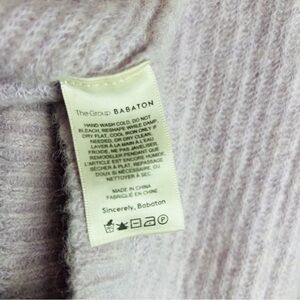 The Group BABATON
HAND WASH COLD, DO NOT
BLEACH, RESHAPE WHILE DAMP,
DRY FLAT, COOL IRON ONLY IF
NEEDED, OR DRY CLEAN.
LAVER À LA MAIN À L'EAU
FROIDE, NE PAS JAVELISER,
REMODELER PENDANT QUE
L'ARTICLE EST ENCORE HUMIDE,
SÉCHER À PLAT, REPASSAGE
DOUX SI NÉCESSAIRE, OU
NETTOYER À SEC.
MADE IN CHINA
FABRIQUÉ EN CHINE
Sincerely, Babaton
P